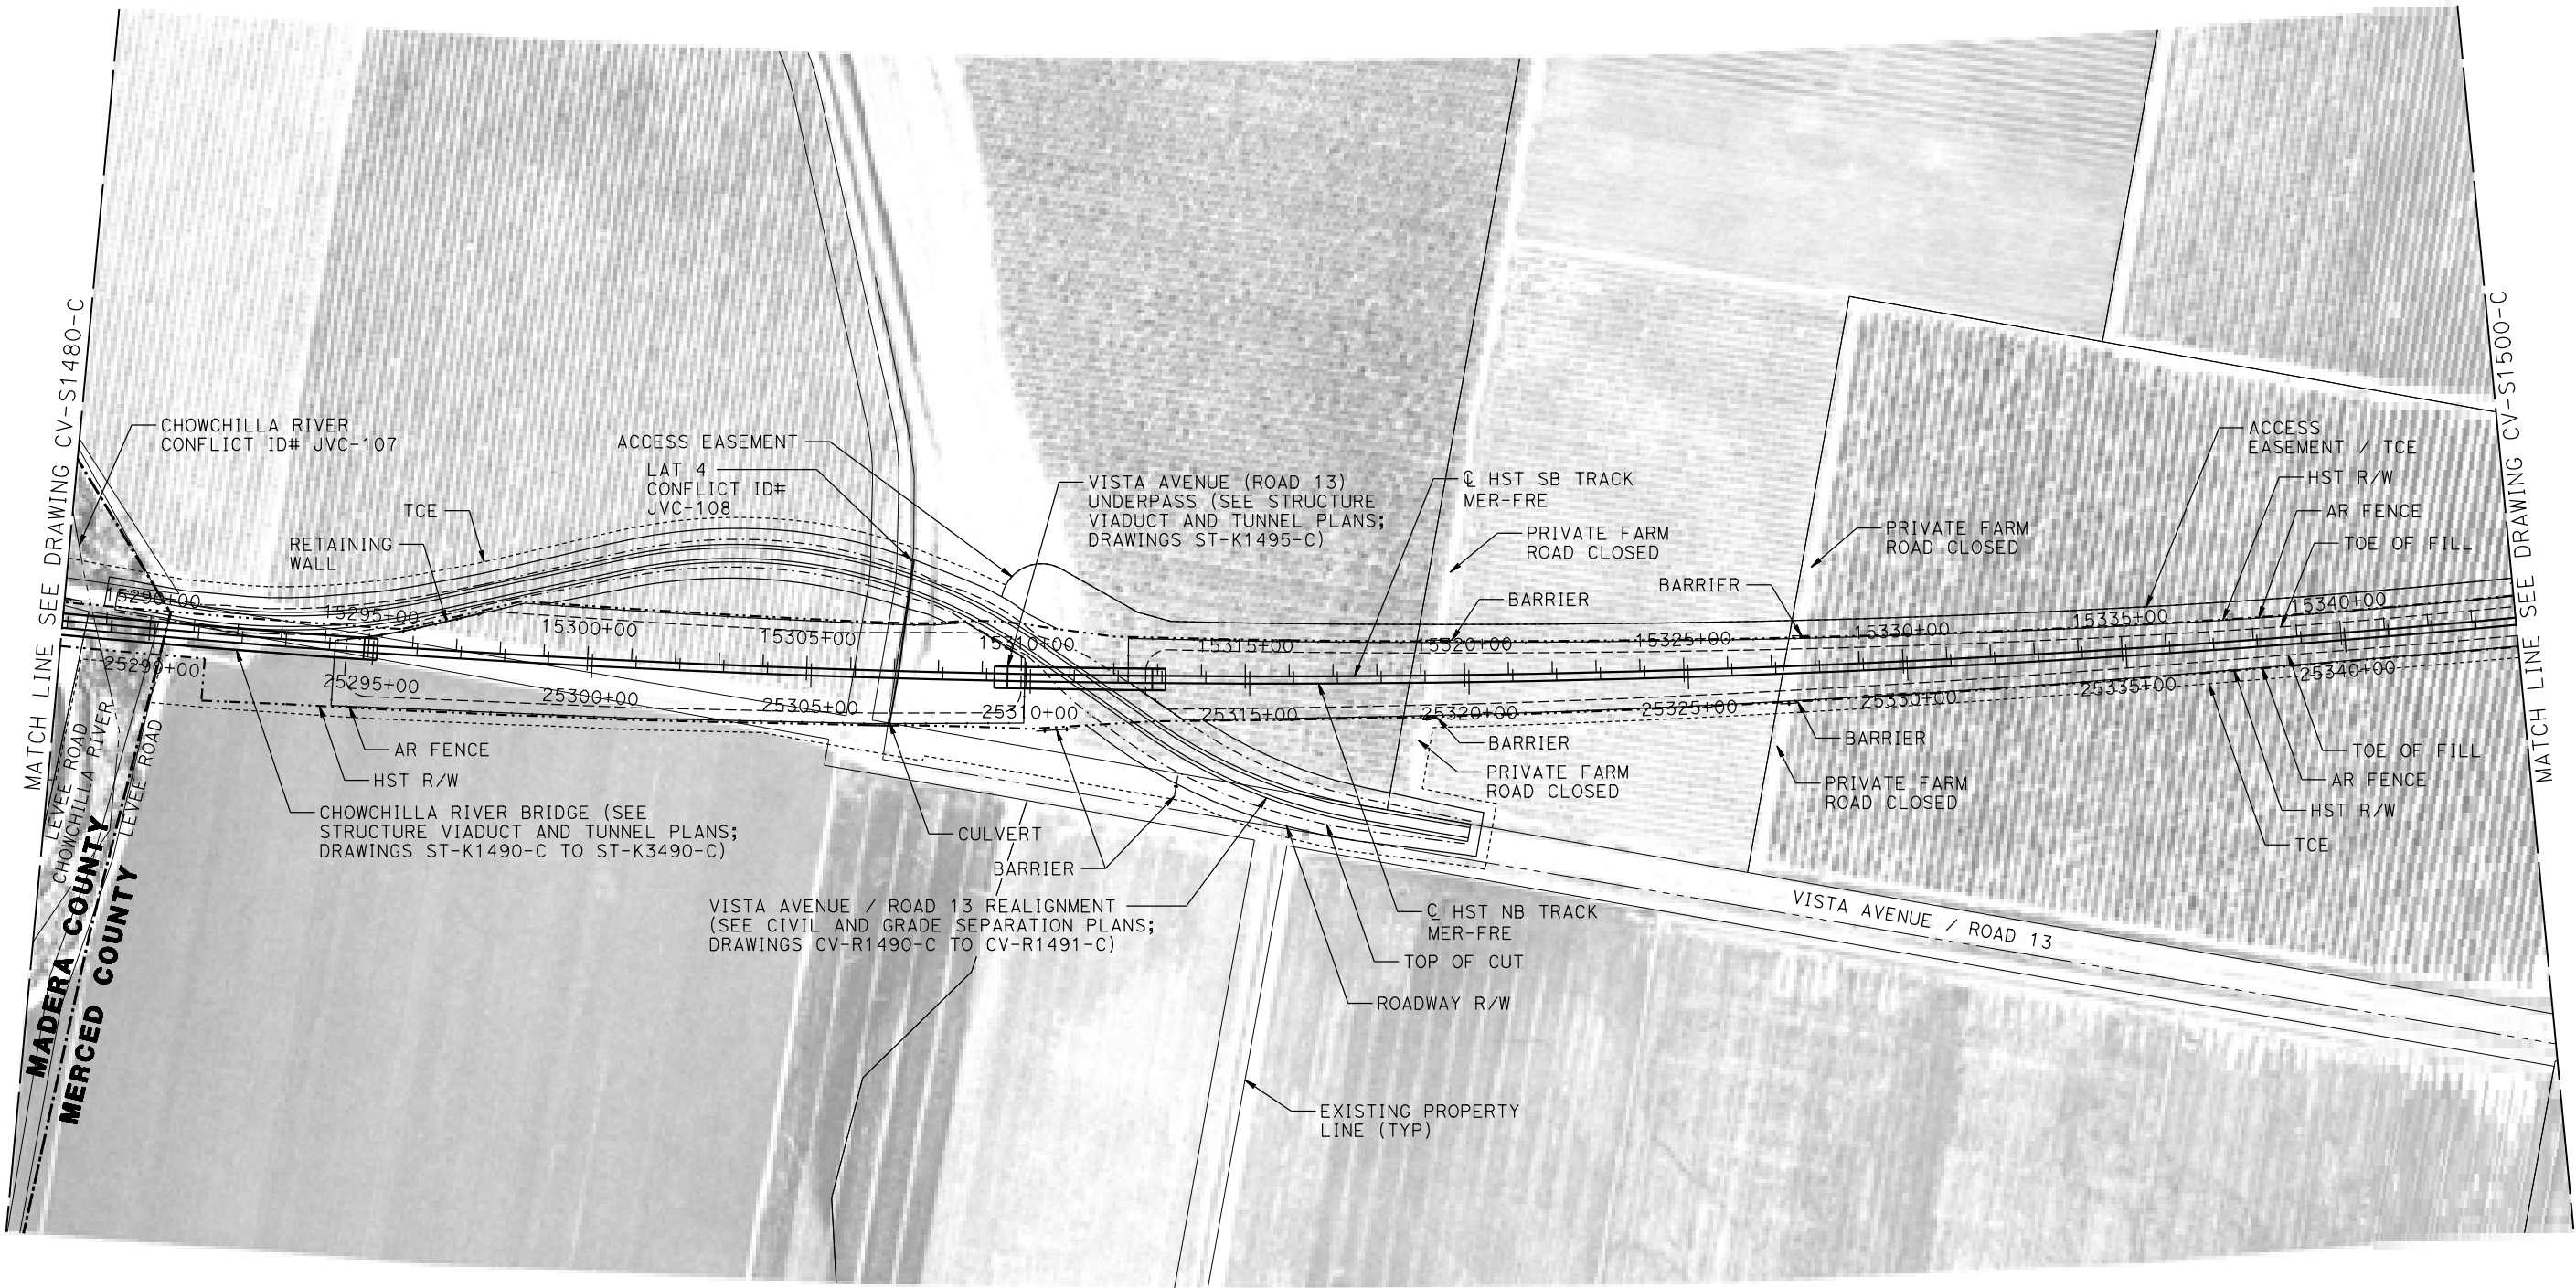 MATCH LINE SEE DRAWING CV-S1480-C
CHOWCHILLA RIVER
CONFLICT ID# JVC-107
TCE
RETAINING
WALL
ACCESS EASEMENT
LAT 4
CONFLICT ID#
JVC-108
VISTA AVENUE (ROAD 13)
UNDERPASS (SEE STRUCTURE
VIADUCT AND TUNNEL PLANS;
DRAWINGS ST-K1495-C)
℄ HST SB TRACK
MER-FRE
PRIVATE FARM
ROAD CLOSED
BARRIER
BARRIER
PRIVATE FARM
ROAD CLOSED
ACCESS
EASEMENT / TCE
HST R/W
AR FENCE
TOE OF FILL
MATCH LINE SEE DRAWING CV-S1500-C
15290+00
15295+00
15300+00
15305+00
15310+00
15315+00
15320+00
15325+00
15330+00
15335+00
15340+00
25290+00
25295+00
25300+00
25305+00
25310+00
25315+00
25320+00
25325+00
25330+00
25335+00
25340+00
LEVEE ROAD
CHOWCHILLA RIVER
LEVEE ROAD
MADERA COUNTY
MERCED COUNTY
AR FENCE
HST R/W
CHOWCHILLA RIVER BRIDGE (SEE
STRUCTURE VIADUCT AND TUNNEL PLANS;
DRAWINGS ST-K1490-C TO ST-K3490-C)
CULVERT
BARRIER
VISTA AVENUE / ROAD 13 REALIGNMENT
(SEE CIVIL AND GRADE SEPARATION PLANS;
DRAWINGS CV-R1490-C TO CV-R1491-C)
BARRIER
PRIVATE FARM
ROAD CLOSED
℄ HST NB TRACK
MER-FRE
TOP OF CUT
ROADWAY R/W
BARRIER
PRIVATE FARM
ROAD CLOSED
TOE OF FILL
AR FENCE
HST R/W
TCE
VISTA AVENUE / ROAD 13
EXISTING PROPERTY
LINE (TYP)